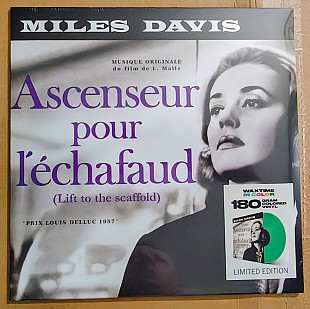 MILES DAVIS
MUSIQUE ORIGINALE
du film de L. Malle
Ascenseur
pour
l'échafaud
(Lift to the scaffold)
"PRIX LOUIS DELLUC 1957"
WAXTIME
IN COLOR
180 GRAM
COLORED
VINYL
LIMITED EDITION